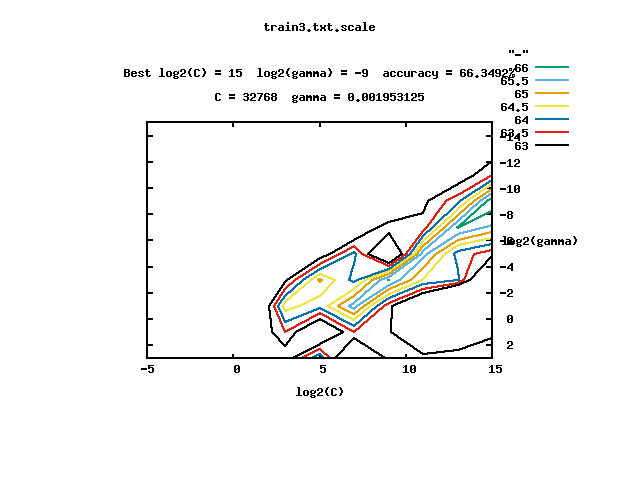 train3.txt.scale
"-"
Best log2(C) = 15 log2(gamma) = -9 accuracy = 66.3492%
66
65.5
C = 32768 gamma = 0.001953125
65
64.5
64
63.5
63
-14
-12
-10
-8
-6
log2(gamma)
-4
-2
0
2
-5 0 5 10 15
log2(C)